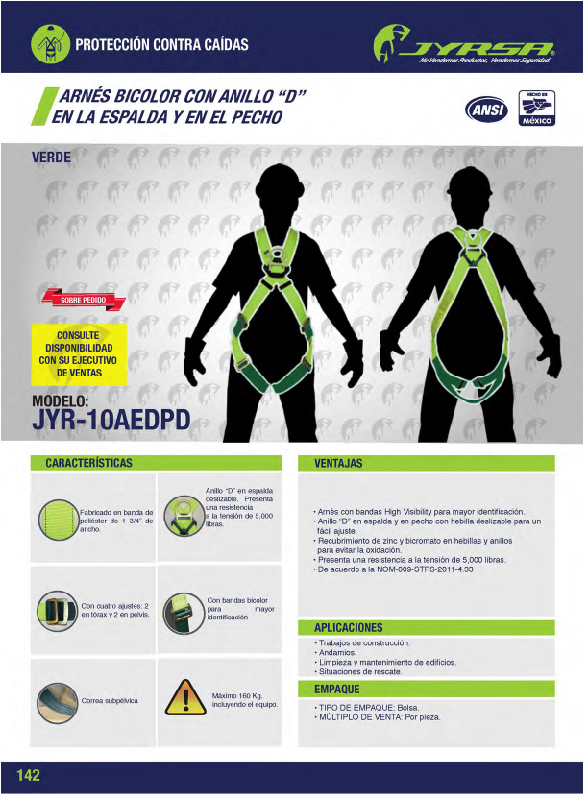 PROTECCIÓN CONTRA CAÍDAS
JYRSA®
No Vendemos Productos, Vendemos Seguridad
ARNÉS BICOLOR CON ANILLO “D”
EN LA ESPALDA Y EN EL PECHO
ANSI
HECHO EN
MÉXICO
VERDE
SOBRE PEDIDO
CONSULTE
DISPONIBILIDAD
CON SU EJECUTIVO
DE VENTAS
MODELO:
JYR-10AEDPD
CARACTERÍSTICAS
Fabricado en banda de
poliéster de 1 3/4” de
ancho.
Anillo “D” en espalda
deslizable. Presenta
una resistencia
a la tensión de 5,000
libras.
Con cuatro ajustes: 2
en tórax y 2 en pelvis.
Con bandas bicolor
para mayor
identificación
Correa subpélvica
Máximo 160 Kg.
incluyendo el equipo.
VENTAJAS
• Arnés con bandas High Visibility para mayor identificación.
• Anillo “D” en espalda y en pecho con hebilla deslizable para un
fácil ajuste.
• Recubrimiento de zinc y bicromato en hebillas y anillos
para evitar la oxidación.
• Presenta una resistencia a la tensión de 5,000 libras.
• De acuerdo a la NOM-009-STPS-2011-4.00
APLICACIONES
• Trabajos de construcción.
• Andamios.
• Limpieza y mantenimiento de edificios.
• Situaciones de rescate.
EMPAQUE
• TIPO DE EMPAQUE: Bolsa.
• MÚLTIPLO DE VENTA: Por pieza.
142